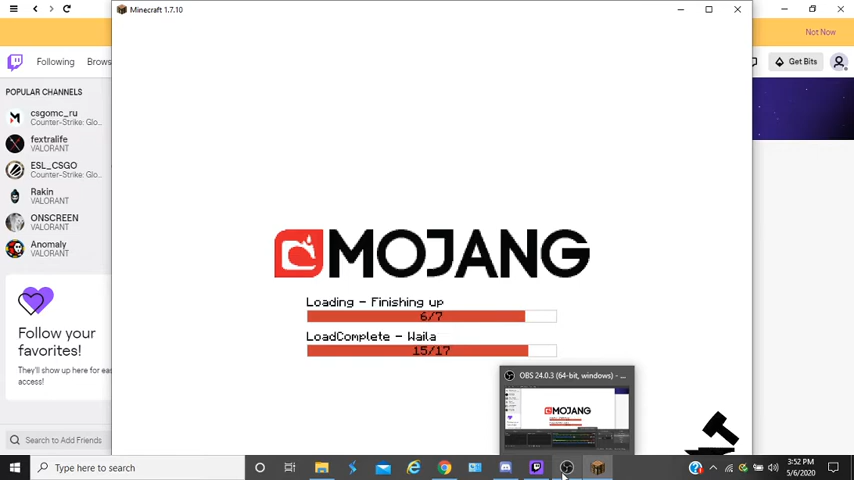 Minecraft 1.7.10
Not Now
Following
Brows
Get Bits
POPULAR CHANNELS
csgomc_ru
Counter-Strike: Glo...
fextralife
VALORANT
ESL_CSGO
Counter-Strike: Glo...
Rakin
VALORANT
ONSCREEN
VALORANT
Anomaly
VALORANT
MOJANG
Loading - Finishing up
6/7
LoadComplete - Waila
15/17
Follow your
favorites!
They'll show up here for eas
access!
OBS 24.0.3 (64-bit, windows) - ...
MOJANG
Search to Add Friends
Type here to search
3:52 PM
5/6/2020